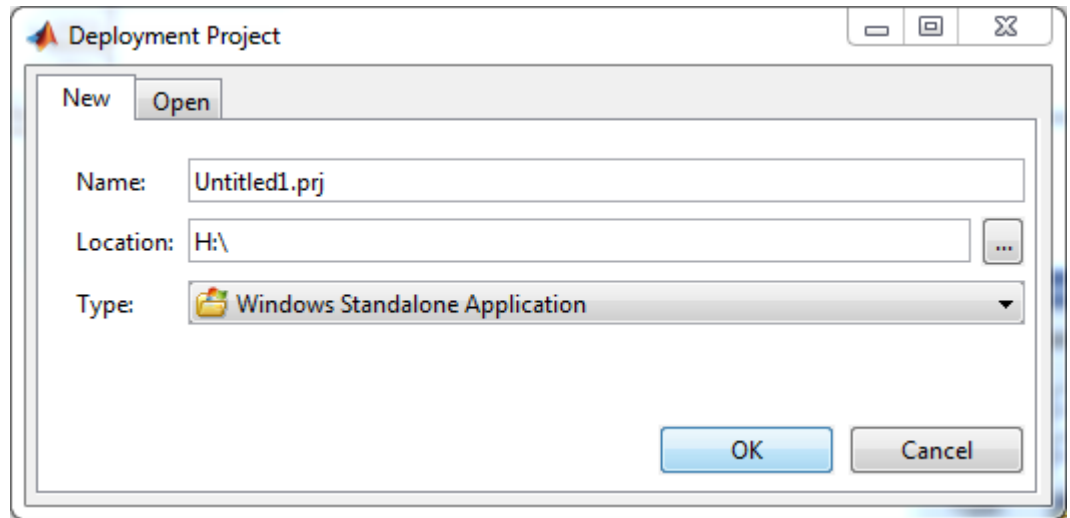 Deployment Project
New Open
Name: Untitled1.prj
Location: H:\ ...
Type: Windows Standalone Application
OK Cancel